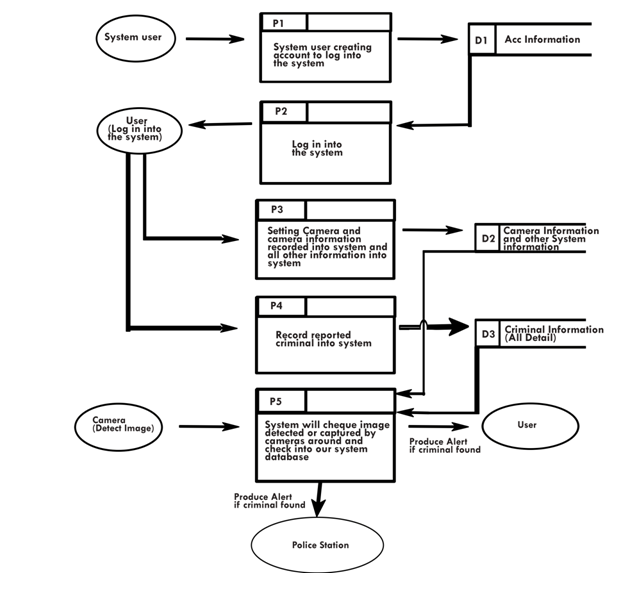 System user
P1
System user creating
account to log into
the system
D1
Acc Information
User
(Log in into
the system)
P2
Log in into
the system
P3
Setting Camera and
camera information
recorded into system and
all other information into
system
D2
Camera Information
and other System
information
P4
Record reported
criminal into system
D3
Criminal Information
(All Detail)
Camera
(Detect Image)
P5
System will cheque image
detected or captured by
cameras around and
check into our system
database
Produce Alert
if criminal found
User
Produce Alert
if criminal found
Police Station